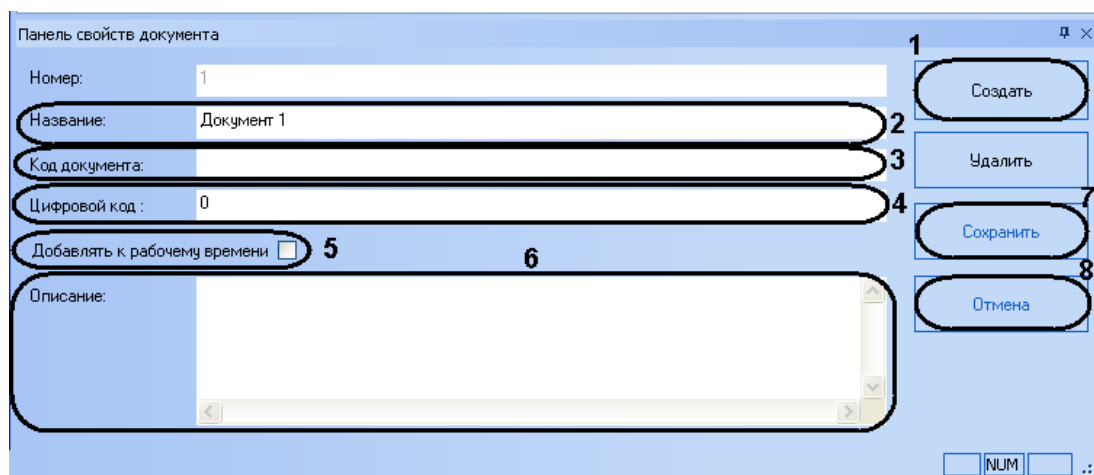 Панель свойств документа
1
Номер: 1
Создать
Название: Документ 1
2
Код документа:
3
Удалить
Цифровой код : 0
4
7
Сохранить
Добавлять к рабочему времени
5
6
8
Описание:
Отмена
NUM